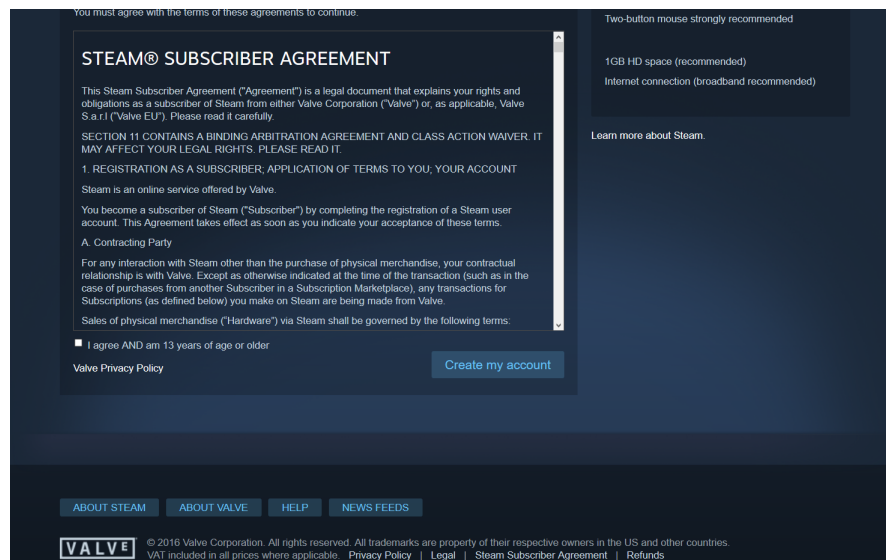 You must agree with the terms of these agreements to continue.
STEAM® SUBSCRIBER AGREEMENT
This Steam Subscriber Agreement ("Agreement") is a legal document that explains your rights and
obligations as a subscriber of Steam from either Valve Corporation ("Valve") or, as applicable, Valve
S.a.r.l ("Valve EU"). Please read it carefully.
SECTION 11 CONTAINS A BINDING ARBITRATION AGREEMENT AND CLASS ACTION WAIVER. IT
MAY AFFECT YOUR LEGAL RIGHTS. PLEASE READ IT.
1. REGISTRATION AS A SUBSCRIBER; APPLICATION OF TERMS TO YOU; YOUR ACCOUNT
Steam is an online service offered by Valve.
You become a subscriber of Steam ("Subscriber") by completing the registration of a Steam user
account. This Agreement takes effect as soon as you indicate your acceptance of these terms.
A. Contracting Party
For any interaction with Steam other than the purchase of physical merchandise, your contractual
relationship is with Valve. Except as otherwise indicated at the time of the transaction (such as in the
case of purchases from another Subscriber in a Subscription Marketplace), any transactions for
Subscriptions (as defined below) you make on Steam are being made from Valve.
Sales of physical merchandise ("Hardware") via Steam shall be governed by the following terms:
I agree AND am 13 years of age or older
Valve Privacy Policy
Create my account
Two-button mouse strongly recommended
1GB HD space (recommended)
Internet connection (broadband recommended)
Learn more about Steam.
ABOUT STEAM ABOUT VALVE HELP NEWS FEEDS
VALVE
© 2016 Valve Corporation. All rights reserved. All trademarks are property of their respective owners in the US and other countries.
VAT included in all prices where applicable. Privacy Policy | Legal | Steam Subscriber Agreement | Refunds